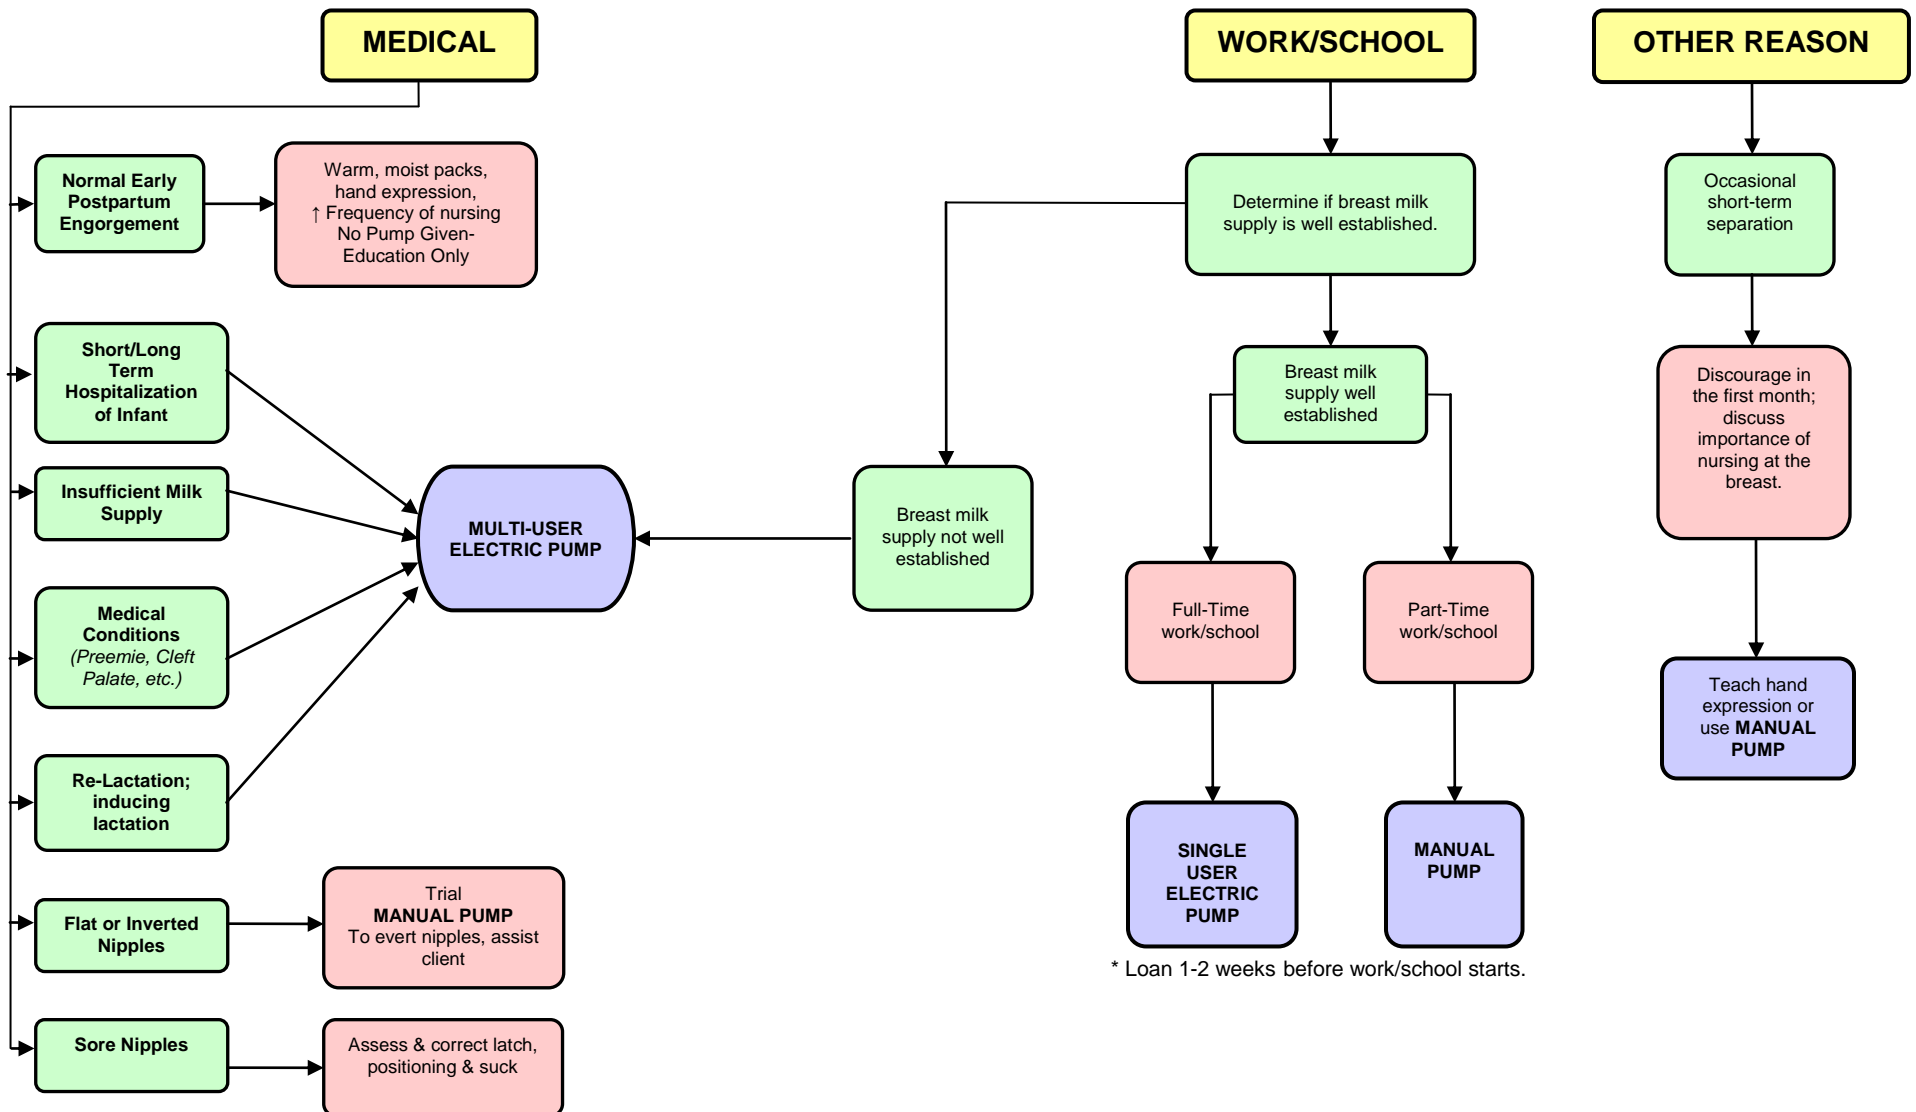 MEDICAL
WORK/SCHOOL
OTHER REASON
Normal Early
Postpartum
Engorgement
Warm, moist packs,
hand expression,
↑ Frequency of nursing
No Pump Given-
Education Only
Short/Long
Term
Hospitalization
of Infant
Insufficient Milk
Supply
Medical
Conditions
(Preemie, Cleft
Palate, etc.)
Re-Lactation;
inducing
lactation
Flat or Inverted
Nipples
Trial
MANUAL PUMP
To evert nipples, assist
client
Sore Nipples
Assess & correct latch,
positioning & suck
MULTI-USER
ELECTRIC PUMP
Determine if breast milk
supply is well established.
Breast milk
supply not well
established
Breast milk
supply well
established
Full-Time
work/school
Part-Time
work/school
SINGLE
USER
ELECTRIC
PUMP
MANUAL
PUMP
* Loan 1-2 weeks before work/school starts.
Occasional
short-term
separation
Discourage in
the first month;
discuss
importance of
nursing at the
breast.
Teach hand
expression or
use MANUAL
PUMP